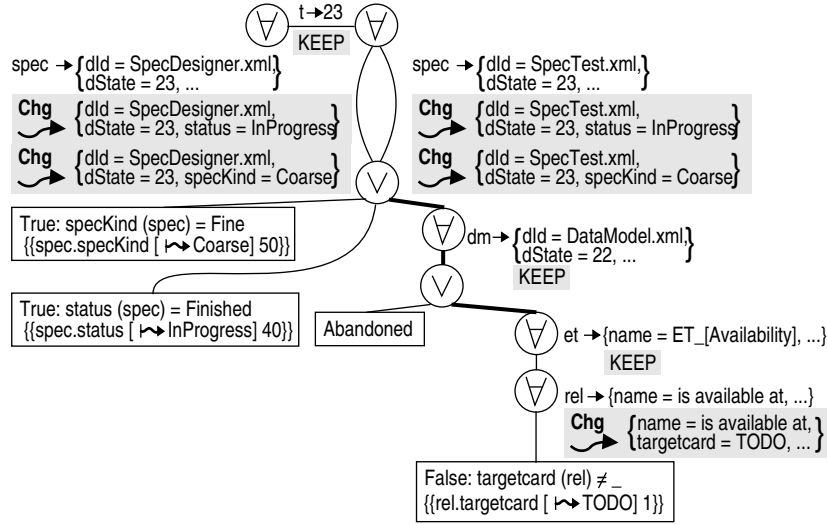 ∀ t→23 ∀
KEEP
spec → {dId = SpecDesigner.xml,
dState = 23, ...}
Chg {dId = SpecDesigner.xml,
dState = 23, status = InProgress}
Chg {dId = SpecDesigner.xml,
dState = 23, specKind = Coarse}
spec → {dId = SpecTest.xml,
dState = 23, ...}
Chg {dId = SpecTest.xml,
dState = 23, status = InProgress}
Chg {dId = SpecTest.xml,
dState = 23, specKind = Coarse}
∨
True: specKind (spec) = Fine
{{spec.specKind [ ↦ Coarse] 50}}
True: status (spec) = Finished
{{spec.status [ ↦ InProgress] 40}}
∀ dm → {dId = DataModel.xml,
dState = 22, ...}
KEEP
∨
Abandoned
∀ et → {name = ET_[Availability], ...}
KEEP
∀ rel → {name = is available at, ...}
Chg {name = is available at,
targetcard = TODO, ...}
False: targetcard (rel) ≠ _
{{rel.targetcard [ ↦ TODO] 1}}